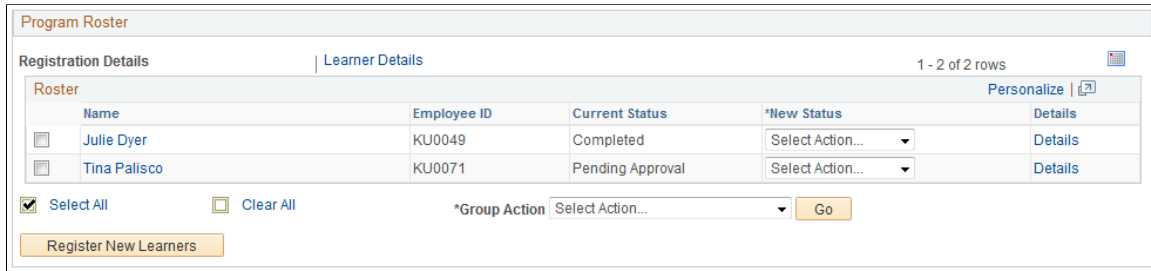 Program Roster
Registration Details | Learner Details 1 - 2 of 2 rows
Roster Personalize |
Name Employee ID Current Status *New Status Details
Julie Dyer KU0049 Completed Select Action... Details
Tina Palisco KU0071 Pending Approval Select Action... Details
Select All Clear All *Group Action Select Action... Go
Register New Learners